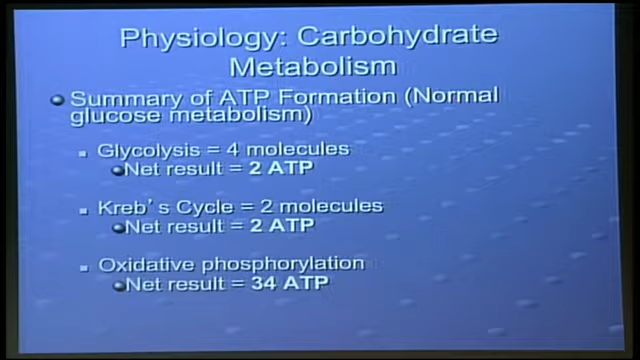 Physiology: Carbohydrate
Metabolism
Summary of ATP Formation (Normal
glucose metabolism)
Glycolysis = 4 molecules
Net result = 2 ATP
Kreb's Cycle = 2 molecules
Net result = 2 ATP
Oxidative phosphorylation
Net result = 34 ATP